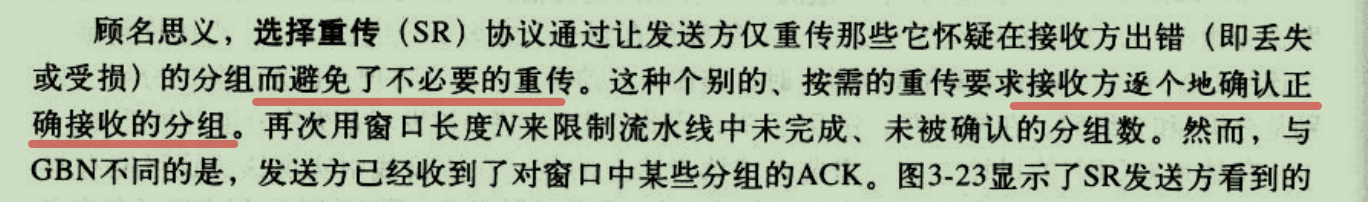 顾名思义，选择重传（SR）协议通过让发送方仅重传那些它怀疑在接收方出错（即丢失
或受损）的分组而避免了不必要的重传。这种个别的、按需的重传要求接收方逐个地确认正
确接收的分组。再次用窗口长度N来限制流水线中未完成、未被确认的分组数。然而，与
GBN不同的是，发送方已经收到了对窗口中某些分组的ACK。图3-23显示了SR发送方看到的